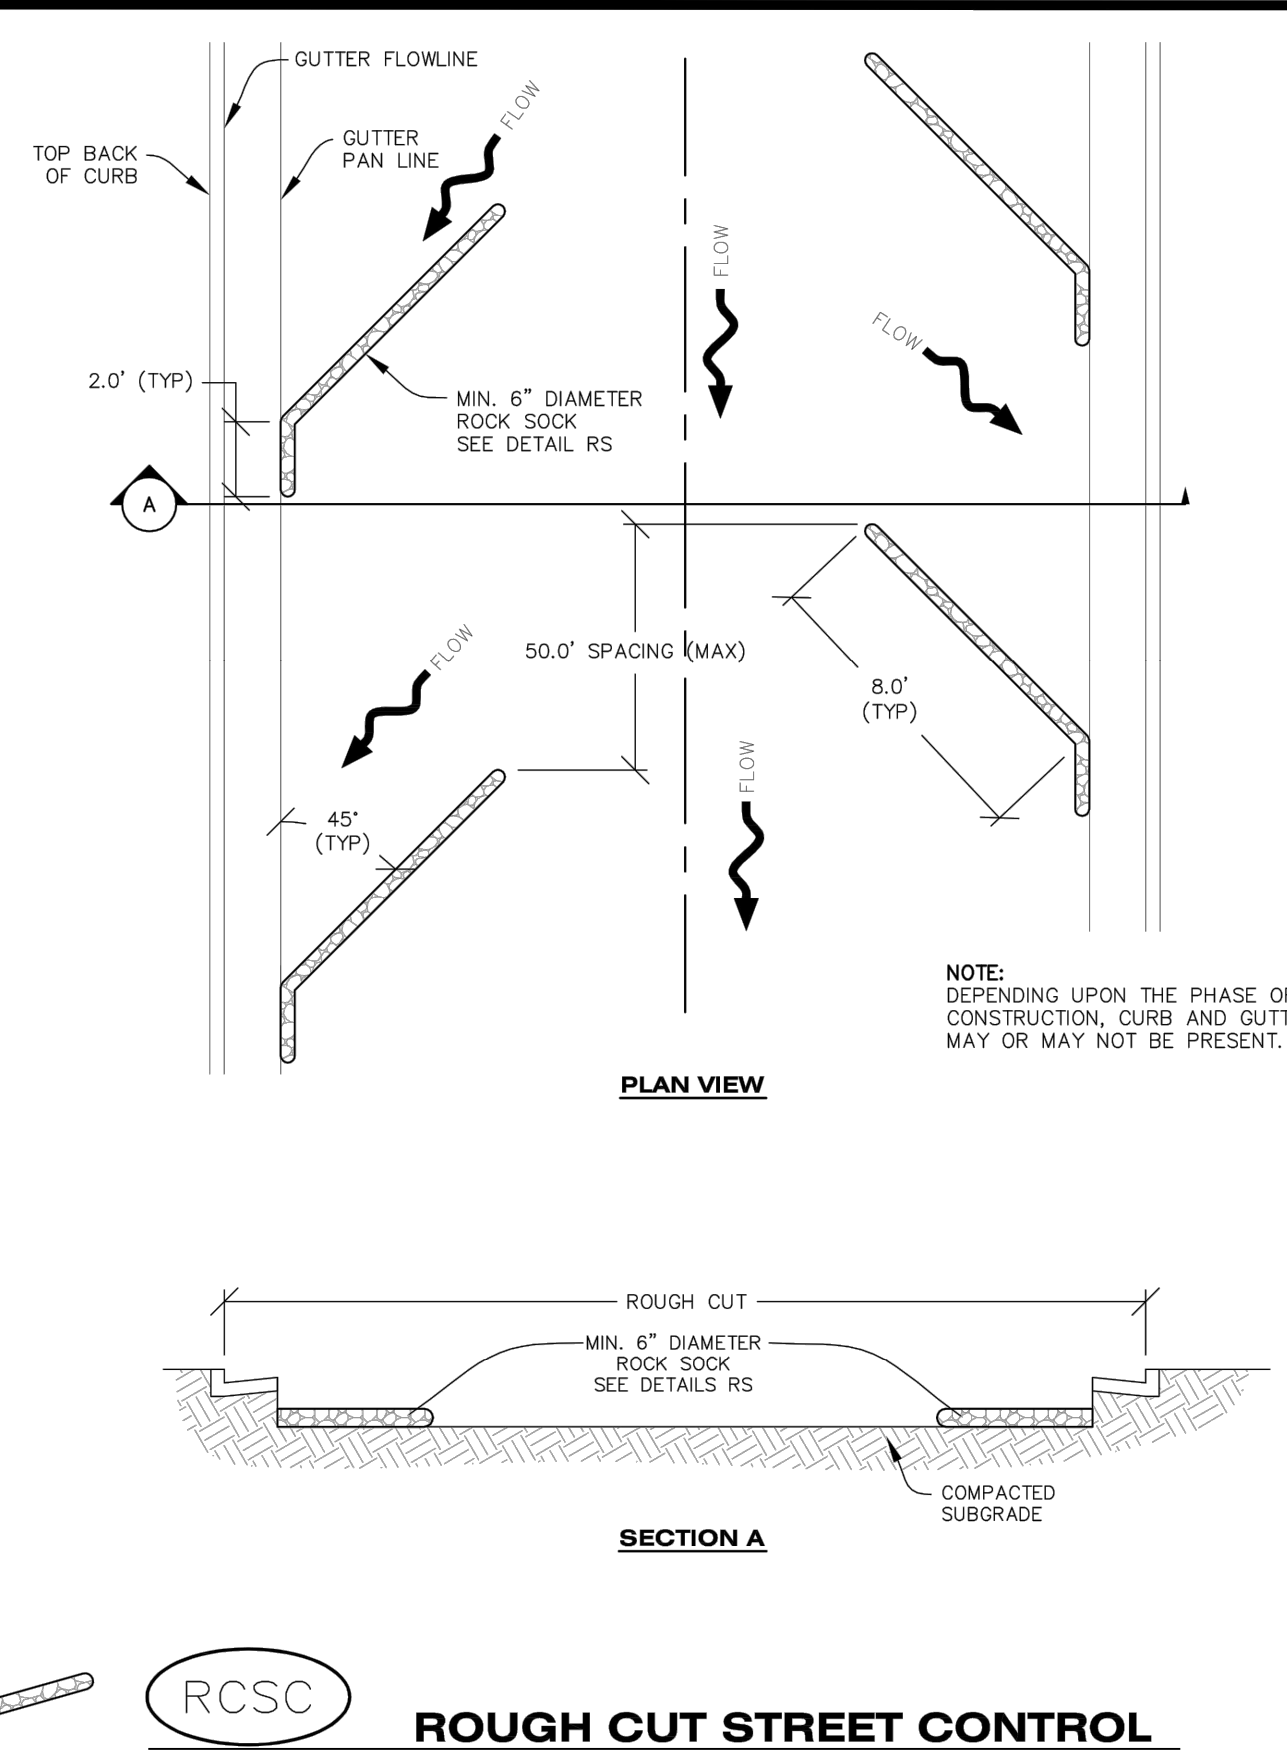 GUTTER FLOWLINE
TOP BACK
OF CURB
GUTTER
PAN LINE
FLOW
FLOW
FLOW
2.0' (TYP)
MIN. 6" DIAMETER
ROCK SOCK
SEE DETAIL RS
A
50.0' SPACING (MAX)
FLOW
8.0'
(TYP)
FLOW
45°
(TYP)
NOTE:
DEPENDING UPON THE PHASE
CONSTRUCTION, CURB AND
MAY OR MAY NOT BE PRESENT.
PLAN VIEW
ROUGH CUT
MIN. 6" DIAMETER
ROCK SOCK
SEE DETAILS RS
COMPACTED
SUBGRADE
SECTION A
RCSC
ROUGH CUT STREET CONTROL